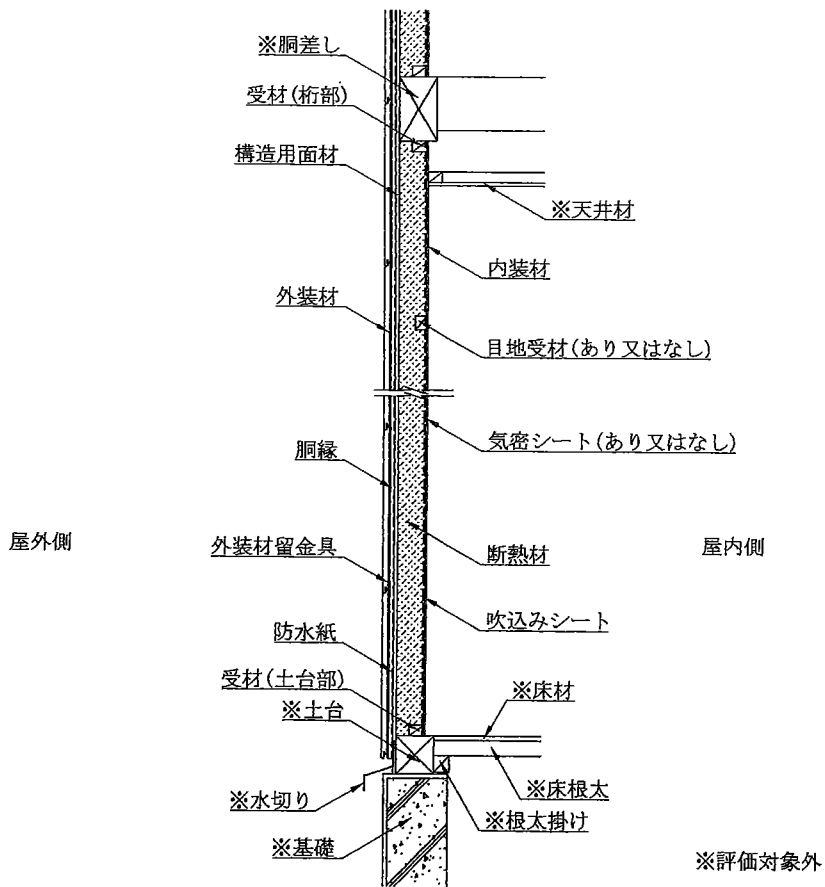 ※胴差し
受材(桁部)
構造用面材
※天井材
内装材
外装材
目地受材(あり又はなし)
気密シート(あり又はなし)
胴縁
屋外側
外装材留金具
断熱材
屋内側
吹込みシート
防水紙
受材(土台部)
※床材
※土台
※床根太
※水切り
※根太掛け
※基礎
※評価対象外